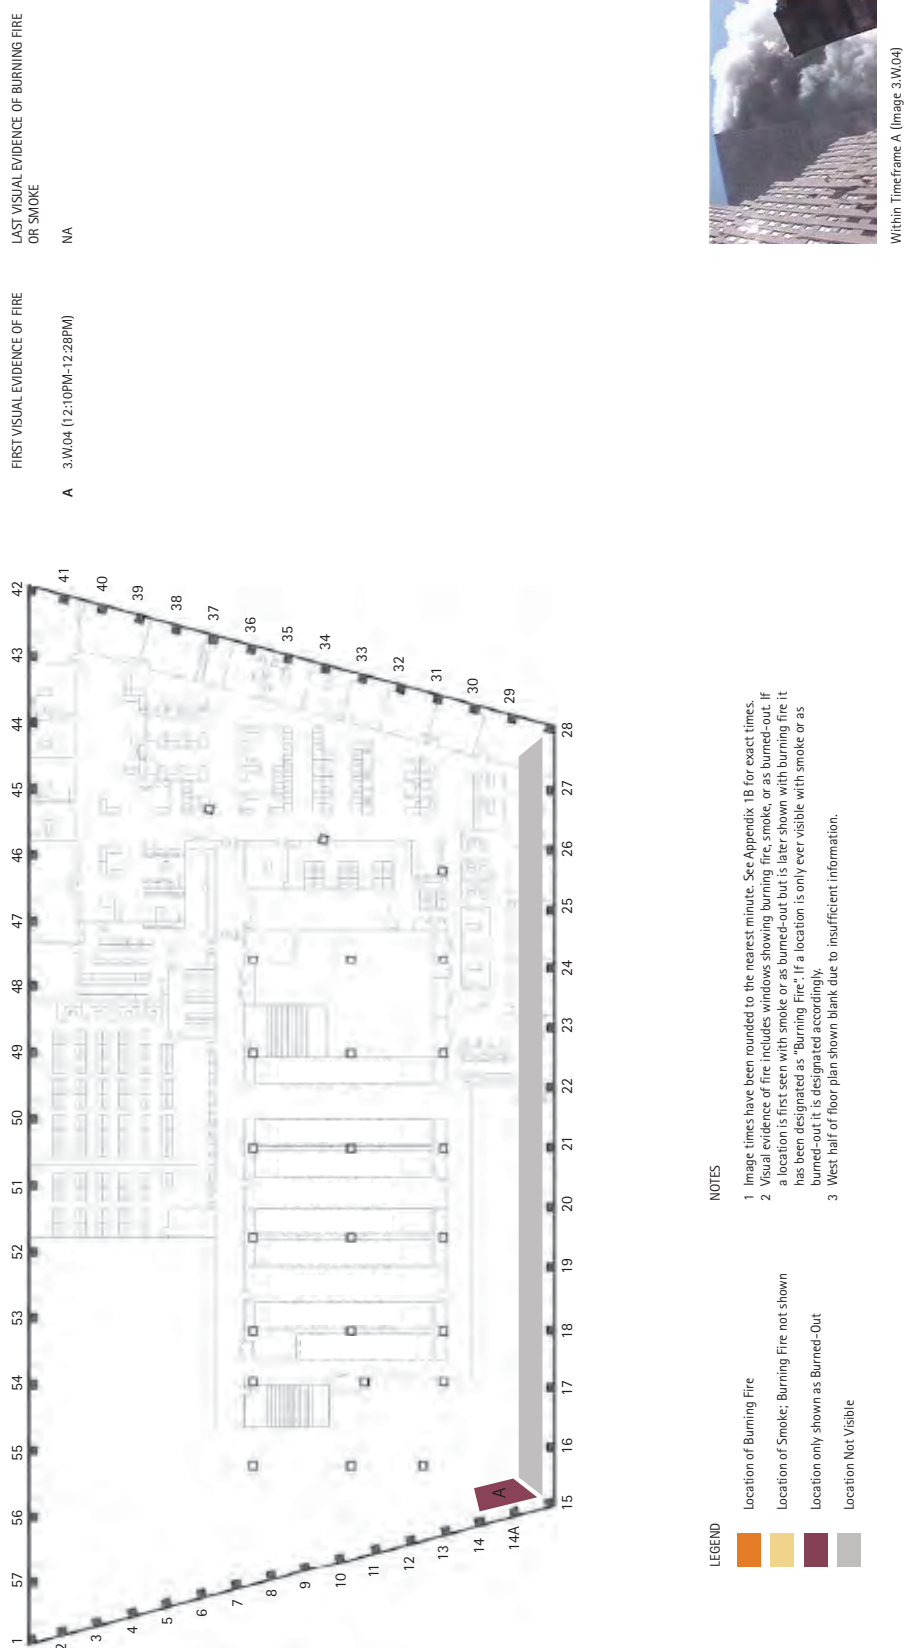 FIRST VISUAL EVIDENCE OF FIRE
LAST VISUAL EVIDENCE OF BURNING FIRE
OR SMOKE
A 3.W.04 (12:10PM-12:28PM)
NA
1
57
56
55
54
53
52
51
50
49
48
47
46
45
44
43
42
2
3
4
5
6
7
8
9
10
11
12
13
14
14A
A
41
40
39
38
37
36
35
34
33
32
31
30
29
15
16
17
18
19
20
21
22
23
24
25
26
27
28
LEGEND
Location of Burning Fire
Location of Smoke; Burning Fire not shown
Location only shown as Burned-Out
Location Not Visible
NOTES
1 Image times have been rounded to the nearest minute. See Appendix 1B for exact times.
2 Visual evidence of fire includes windows showing burning fire, smoke, or as burned-out. If
a location is first seen with smoke or as burned-out but is later shown with burning fire it
has been designated as "Burning Fire". If a location is only ever visible with smoke or as
burned-out it is designated accordingly.
3 West half of floor plan shown blank due to insufficient information.
Within Timeframe A (Image 3.W.04)